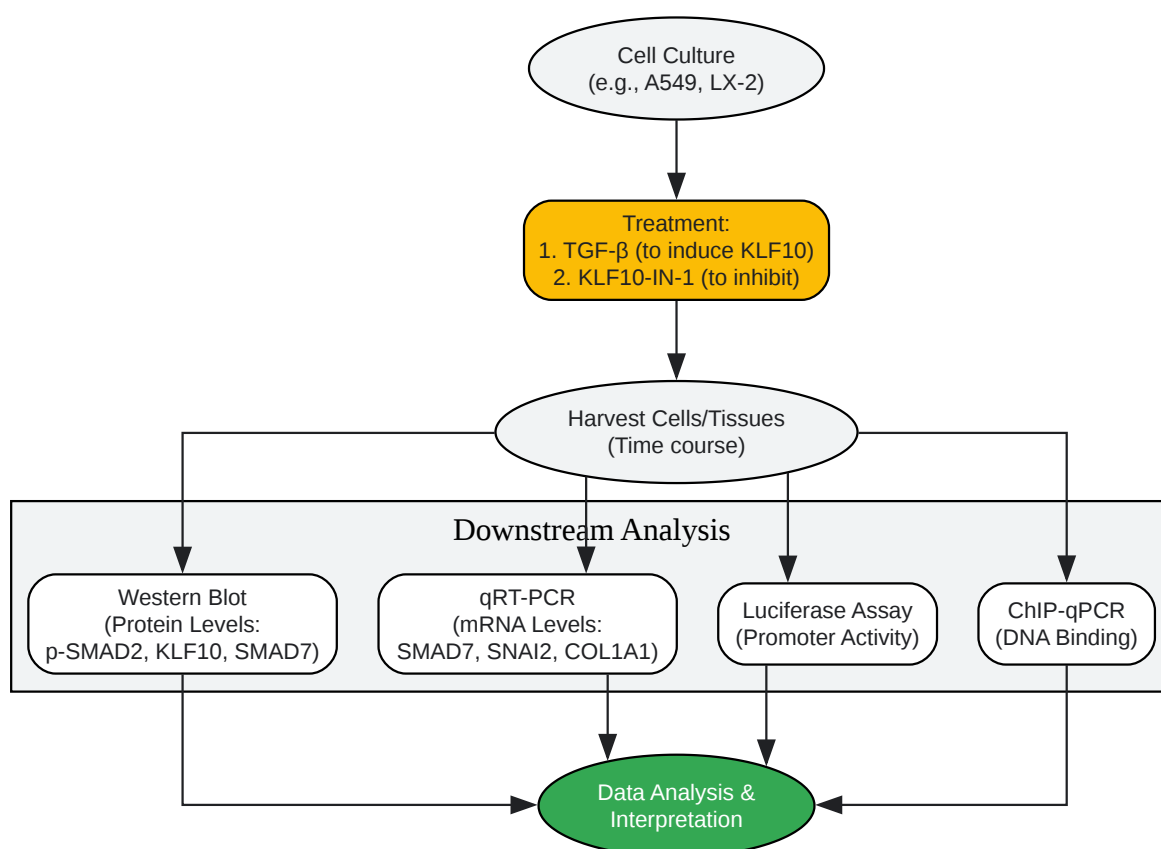 Cell Culture
(e.g., A549, LX-2)
Treatment:
1. TGF-β (to induce KLF10)
2. KLF10-IN-1 (to inhibit)
Harvest Cells/Tissues
(Time course)
Downstream Analysis
Western Blot
(Protein Levels:
p-SMAD2, KLF10, SMAD7)
qRT-PCR
(mRNA Levels:
SMAD7, SNAI2, COL1A1)
Luciferase Assay
(Promoter Activity)
ChIP-qPCR
(DNA Binding)
Data Analysis &
Interpretation